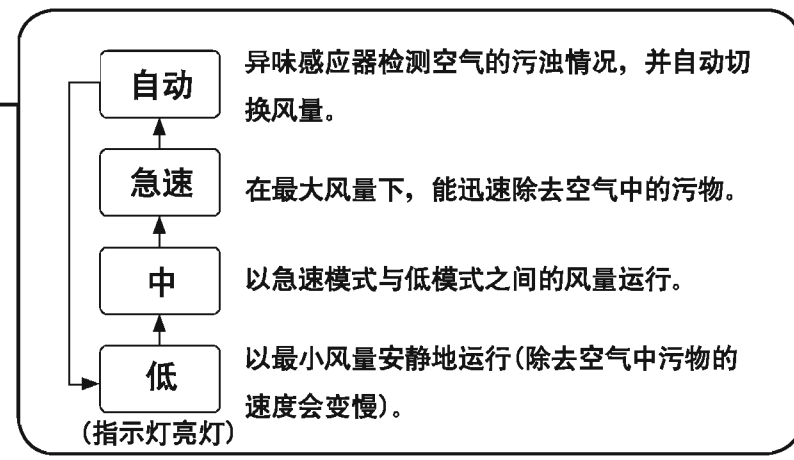 自动
异味感应器检测空气的污浊情况，并自动切
换风量。
急速
在最大风量下，能迅速除去空气中的污物。
中
以急速模式与低模式之间的风量运行。
低
以最小风量安静地运行(除去空气中污物的
速度会变慢)。
(指示灯亮灯)